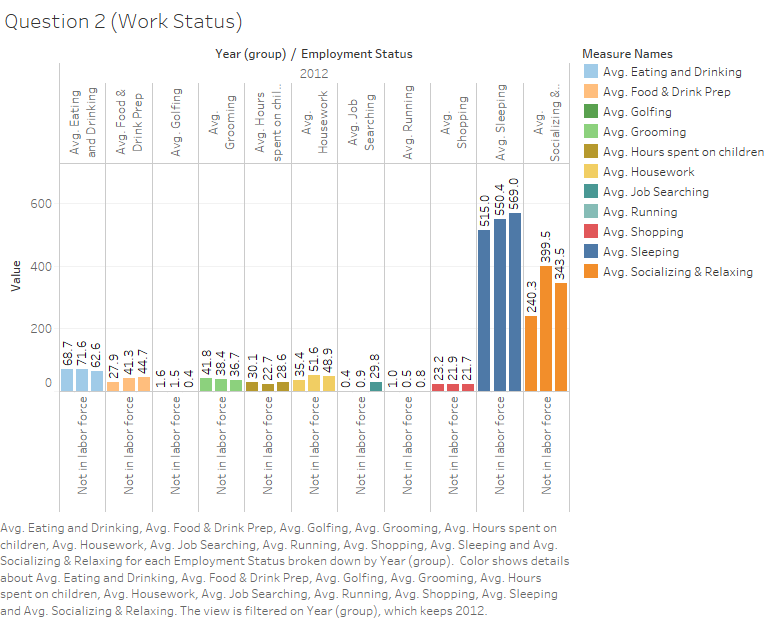 Question 2 (Work Status)
Year (group) / Employment Status
2012
Avg. Eating
and Drinking
Avg. Food &
Drink Prep
Avg. Golfing
Avg.
Grooming
Avg. Hours
spent on chil..
Avg.
Housework
Avg. Job
Searching
Avg. Running
Avg.
Shopping
Avg. Sleeping
Avg.
Socializing &..
Value
600
400
200
0
68.7
71.6
62.6
27.9
41.3
44.7
1.6
1.5
0.4
41.8
38.4
36.7
30.1
22.7
28.6
35.4
51.6
48.9
0.4
0.9
29.8
1.0
0.5
0.8
23.2
21.9
21.7
515.0
550.4
569.0
240.3
399.5
343.5
Not in labor force
Not in labor force
Not in labor force
Not in labor force
Not in labor force
Not in labor force
Not in labor force
Not in labor force
Not in labor force
Not in labor force
Not in labor force
Measure Names
Avg. Eating and Drinking
Avg. Food & Drink Prep
Avg. Golfing
Avg. Grooming
Avg. Hours spent on children
Avg. Housework
Avg. Job Searching
Avg. Running
Avg. Shopping
Avg. Sleeping
Avg. Socializing & Relaxing
Avg. Eating and Drinking, Avg. Food & Drink Prep, Avg. Golfing, Avg. Grooming, Avg. Hours spent on
children, Avg. Housework, Avg. Job Searching, Avg. Running, Avg. Shopping, Avg. Sleeping and Avg.
Socializing & Relaxing for each Employment Status broken down by Year (group). Color shows details
about Avg. Eating and Drinking, Avg. Food & Drink Prep, Avg. Golfing, Avg. Grooming, Avg. Hours
spent on children, Avg. Housework, Avg. Job Searching, Avg. Running, Avg. Shopping, Avg. Sleeping
and Avg. Socializing & Relaxing. The view is filtered on Year (group), which keeps 2012.